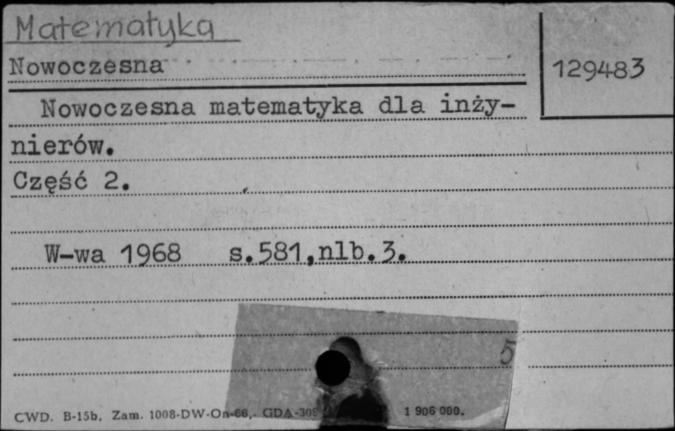 Matematyka
Nowoczesna
129483
Nowoczesna matematyka dla inży-
nierów.
Część 2.
W-wa 1968 s.581,nlb.3.
5
CWD. B-15b. Zam. 1008-DW-On-66, GDA-30 1 906 000.